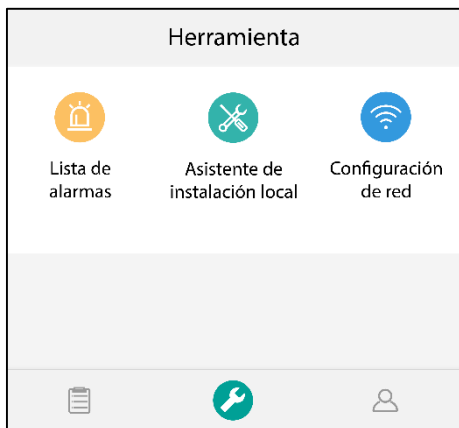 Herramienta
Lista de
alarmas
Asistente de
instalación local
Configuración
de red